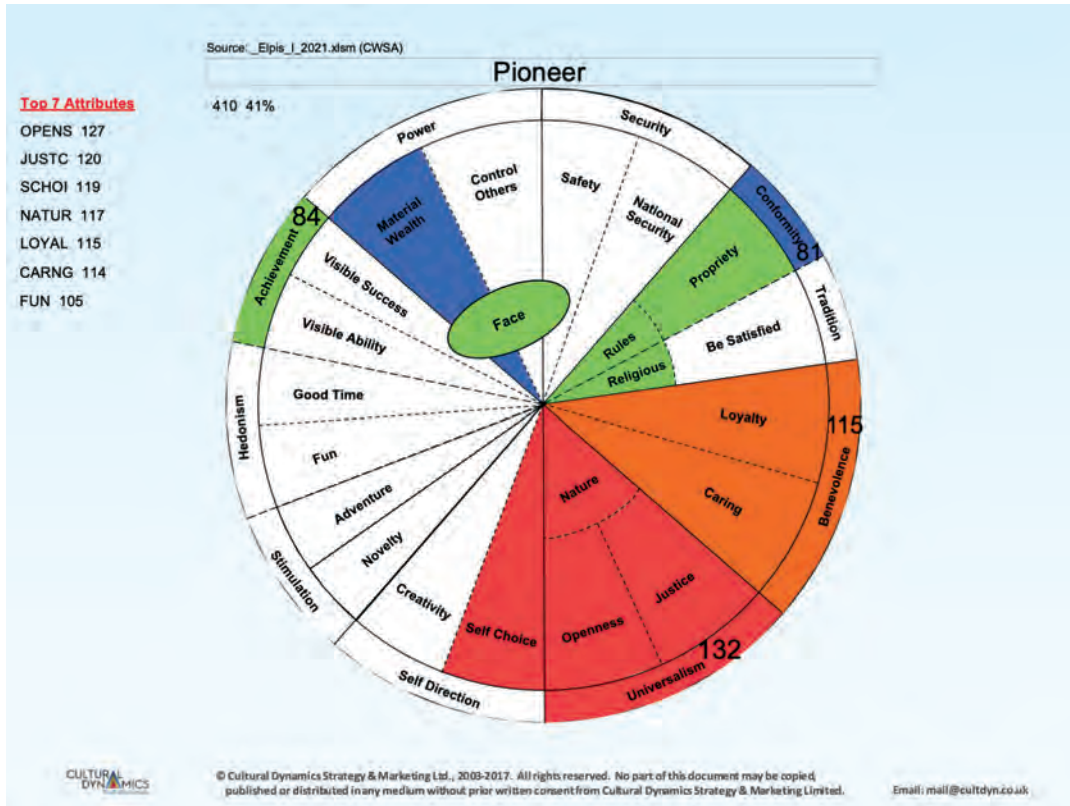 Source: _Elpis_I_2021.xlsm (CWSA)
Pioneer
Top 7 Attributes
OPENS 127
JUSTC 120
SCHOI 119
NATUR 117
LOYAL 115
CARNG 114
FUN 105
410 41%
Power
Security
Conformity
81
Tradition
Benevolence
115
Universalism
132
Self Direction
Stimulation
Hedonism
Achievement
84
Control
Others
Safety
National
Security
Propriety
Rules
Religious
Be Satisfied
Loyalty
Caring
Nature
Justice
Openness
Self Choice
Creativity
Novelty
Adventure
Fun
Good Time
Visible Ability
Visible Success
Material
Wealth
Face
CULTURAL
DYNAMICS
© Cultural Dynamics Strategy & Marketing Ltd., 2003-2017. All rights reserved. No part of this document may be copied,
published or distributed in any medium without prior written consent from Cultural Dynamics Strategy & Marketing Limited.
Email: mail@cultdyn.co.uk